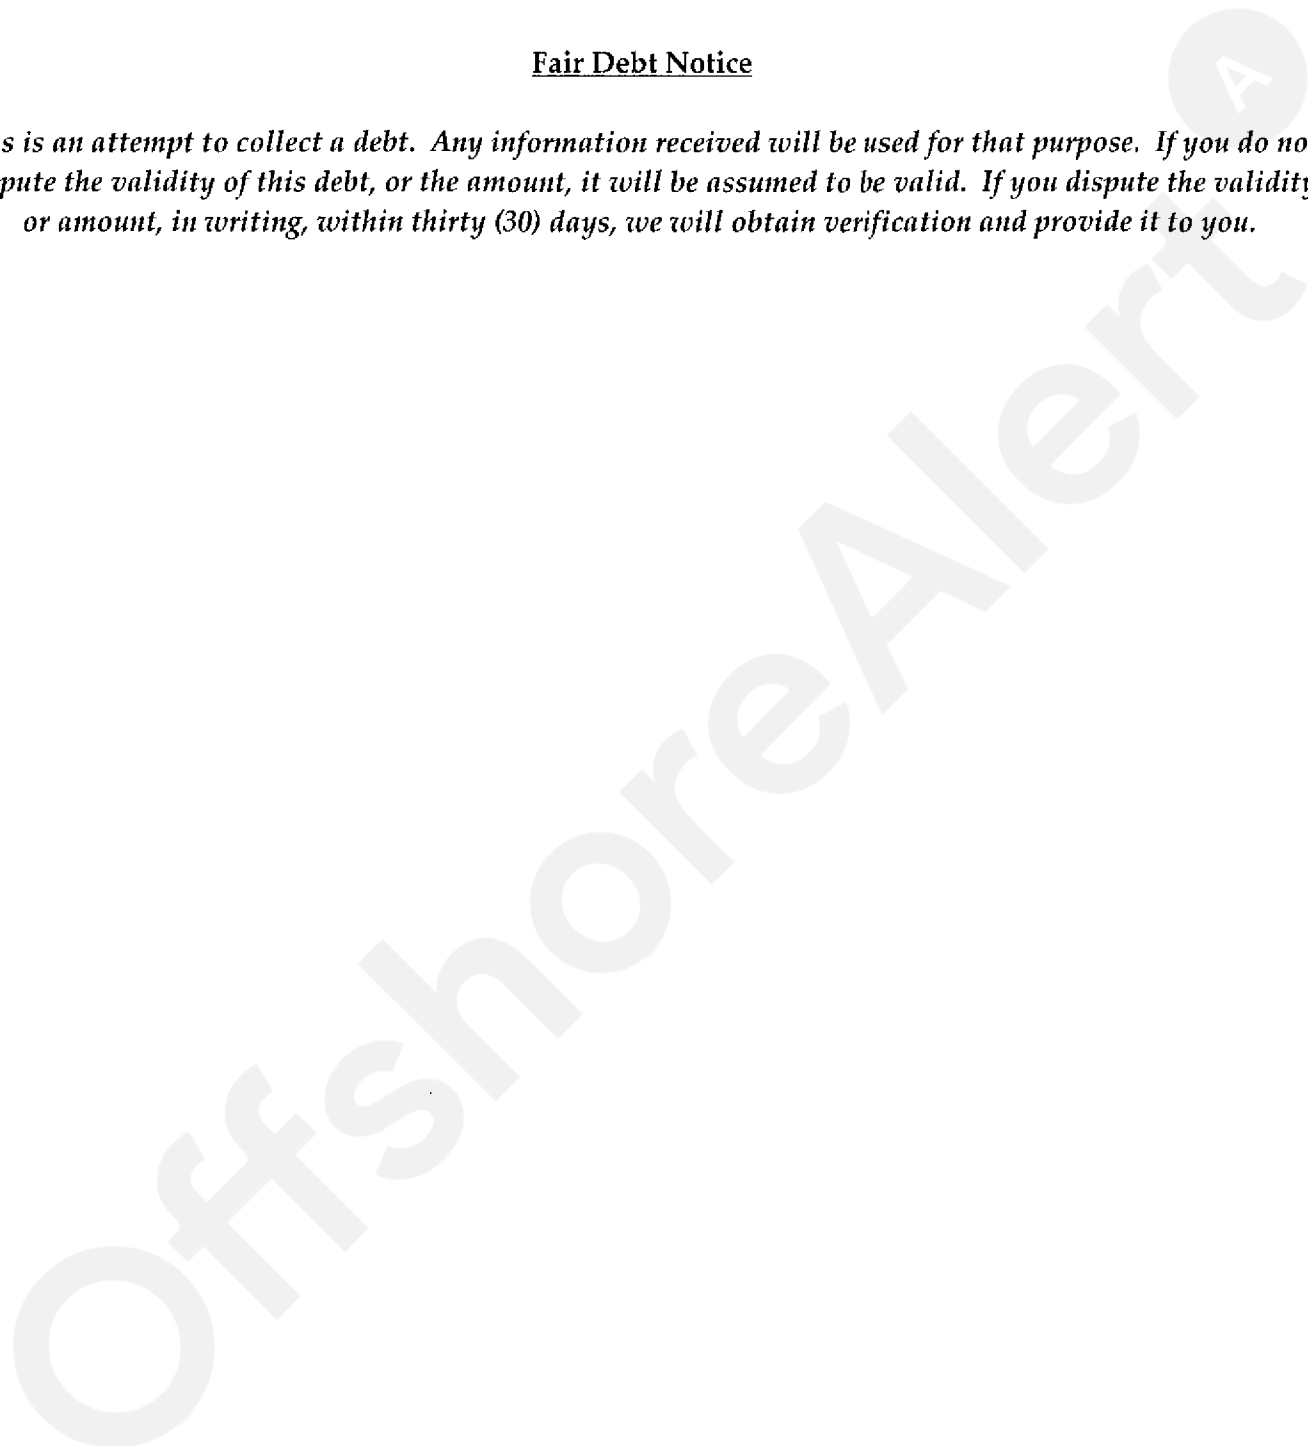 Fair Debt Notice
s is an attempt to collect a debt. Any information received will be used for that purpose. If you do no
pute the validity of this debt, or the amount, it will be assumed to be valid. If you dispute the validity
or amount, in writing, within thirty (30) days, we will obtain verification and provide it to you.
OffshoreAlert
A